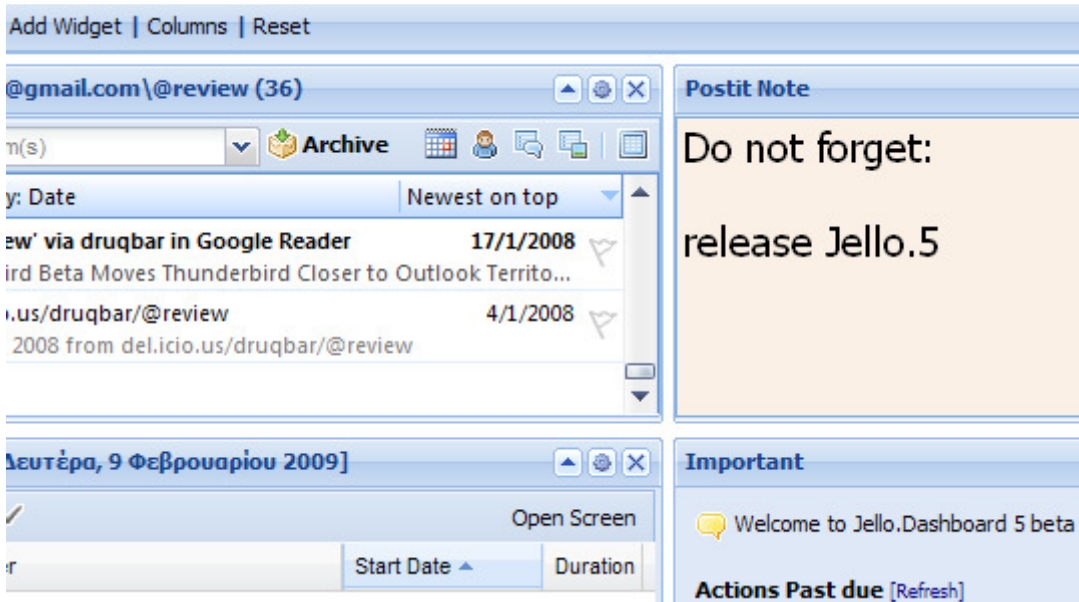 Add Widget | Columns | Reset
@gmail.com\@review (36)
m(s)
Archive
y: Date
Newest on top
ew' via druqbar in Google Reader
17/1/2008
ird Beta Moves Thunderbird Closer to Outlook Territo...
.us/druqbar/@review
4/1/2008
2008 from del.icio.us/druqbar/@review
Postit Note
Do not forget:
release Jello.5
Δευτέρα, 9 Φεβρουαρίου 2009]
Open Screen
er
Start Date
Duration
Important
Welcome to Jello.Dashboard 5 beta
Actions Past due [Refresh]